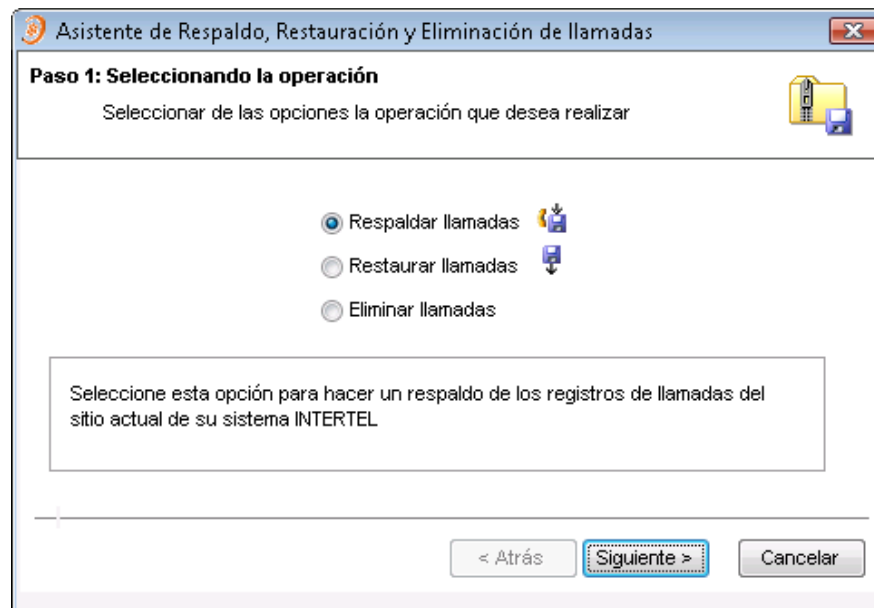 Asistente de Respaldo, Restauración y Eliminación de llamadas
Paso 1: Seleccionando la operación
Seleccionar de las opciones la operación que desea realizar
Respaldar llamadas
Restaurar llamadas
Eliminar llamadas
Seleccione esta opción para hacer un respaldo de los registros de llamadas del
sitio actual de su sistema INTERTEL
< Atrás Siguiente > Cancelar